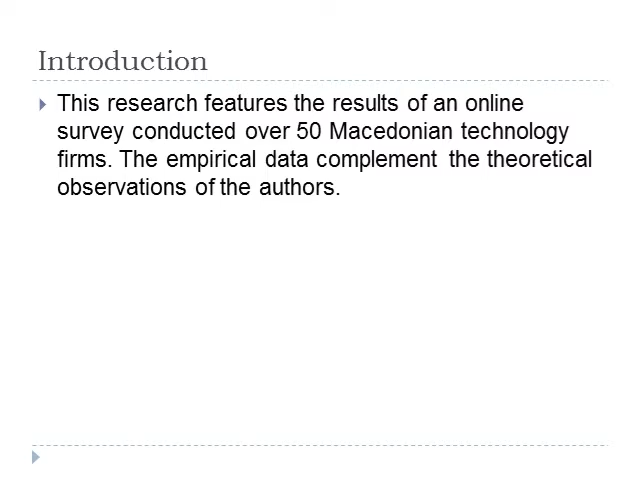 Introduction
This research features the results of an online
survey conducted over 50 Macedonian technology
firms. The empirical data complement the theoretical
observations of the authors.